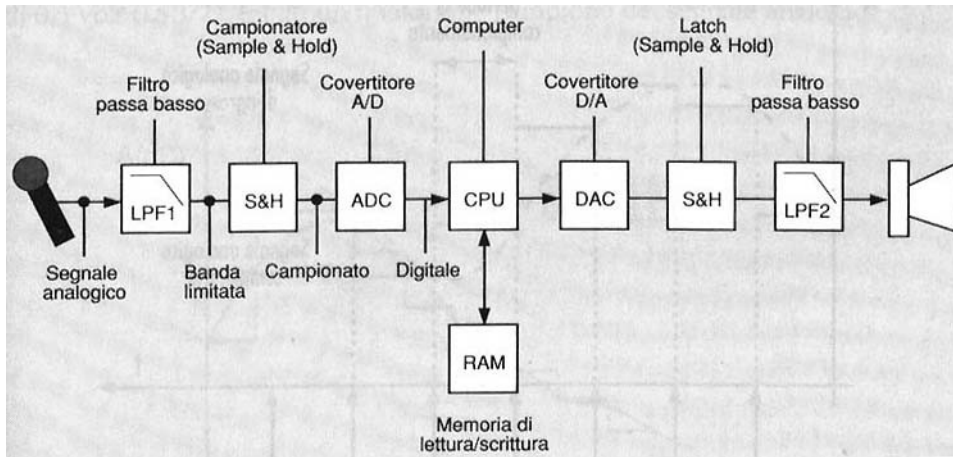 Campionatore
(Sample & Hold)
Computer
Latch
(Sample & Hold)
Filtro
passa basso
Covertitore
A/D
Covertitore
D/A
Filtro
passa basso
LPF1
S&H
ADC
CPU
DAC
S&H
LPF2
Segnale
analogico
Banda
limitata
Campionato
Digitale
RAM
Memoria di
lettura/scrittura